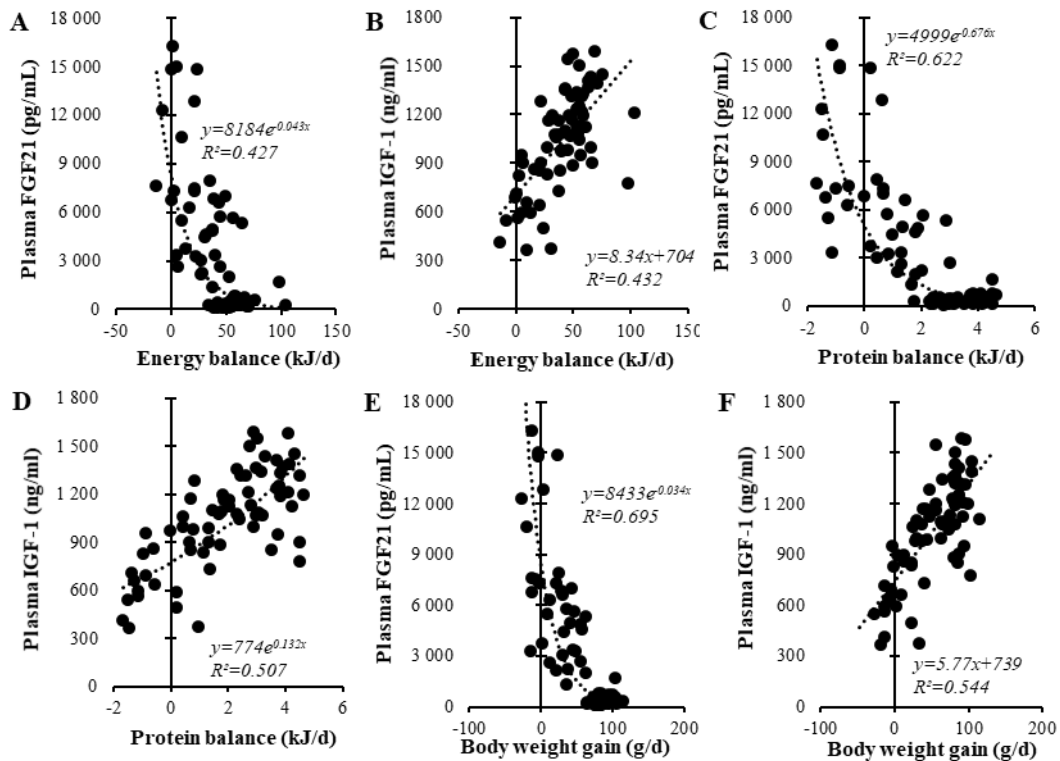 A
18 000
15 000
12 000
9 000
6 000
3 000
0
Plasma FGF21 (pg/mL)
y=8184e^0.043x
R²=0.427
-50 0 50 100 150
Energy balance (kJ/d)
B
1 800
1 500
1 200
900
600
300
0
Plasma IGF-1 (ng/ml)
y=8.34x+704
R²=0.432
-50 0 50 100 150
Energy balance (kJ/d)
C
18 000
15 000
12 000
9 000
6 000
3 000
0
Plasma FGF21 (pg/mL)
y=4999e^0.676x
R²=0.622
-2 0 2 4 6
Protein balance (kJ/d)
D
1 800
1 500
1 200
900
600
300
0
Plasma IGF-1 (ng/ml)
y=774e^0.132x
R²=0.507
-2 0 2 4 6
Protein balance (kJ/d)
E
18 000
15 000
12 000
9 000
6 000
3 000
0
Plasma FGF21 (pg/mL)
y=8433e^0.034x
R²=0.695
-100 0 100 200
Body weight gain (g/d)
F
1 800
1 500
1 200
900
600
300
0
Plasma IGF-1 (ng/ml)
y=5.77x+739
R²=0.544
-100 0 100 200
Body weight gain (g/d)